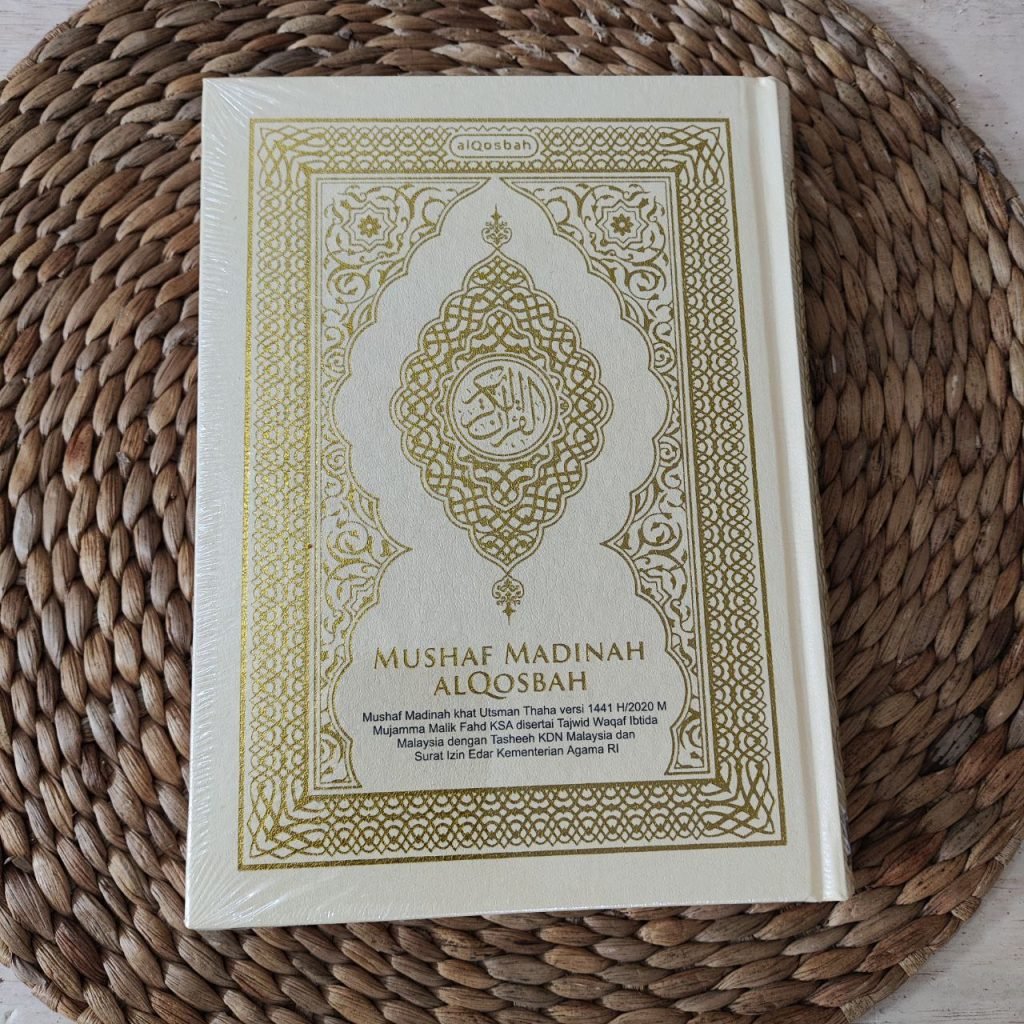 alQosbah
القرآن الكريم
MUSHAF MADINAH
ALQOSBAH
Mushaf Madinah khat Utsman Thaha versi 1441 H/2020 M
Mujamma Malik Fahd KSA disertai Tajwid Waqaf Ibtida
Malaysia dengan Tasheeh KDN Malaysia dan
Surat Izin Edar Kementerian Agama RI